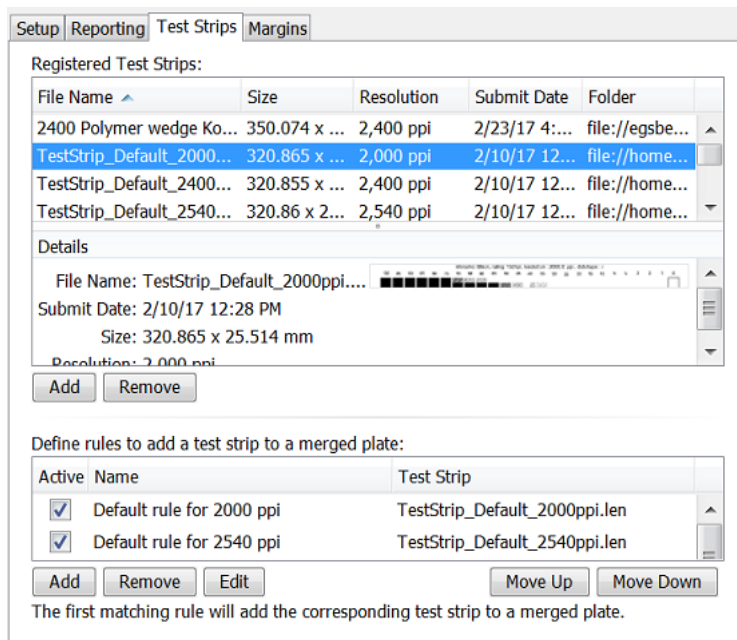 Setup Reporting Test Strips Margins
Registered Test Strips:
File Name Size Resolution Submit Date Folder
2400 Polymer wedge Ko... 350.074 x ... 2,400 ppi 2/23/17 4:... file://egsbe...
TestStrip_Default_2000... 320.865 x ... 2,000 ppi 2/10/17 12... file://home...
TestStrip_Default_2400... 320.855 x ... 2,400 ppi 2/10/17 12... file://home...
TestStrip_Default_2540... 320.86 x 2... 2,540 ppi 2/10/17 12... file://home...
Details
File Name: TestStrip_Default_2000ppi....
Submit Date: 2/10/17 12:28 PM
Size: 320.865 x 25.514 mm
Resolution: 2,000 ppi
Add Remove
Define rules to add a test strip to a merged plate:
Active Name Test Strip
Default rule for 2000 ppi TestStrip_Default_2000ppi.len
Default rule for 2540 ppi TestStrip_Default_2540ppi.len
Add Remove Edit Move Up Move Down
The first matching rule will add the corresponding test strip to a merged plate.